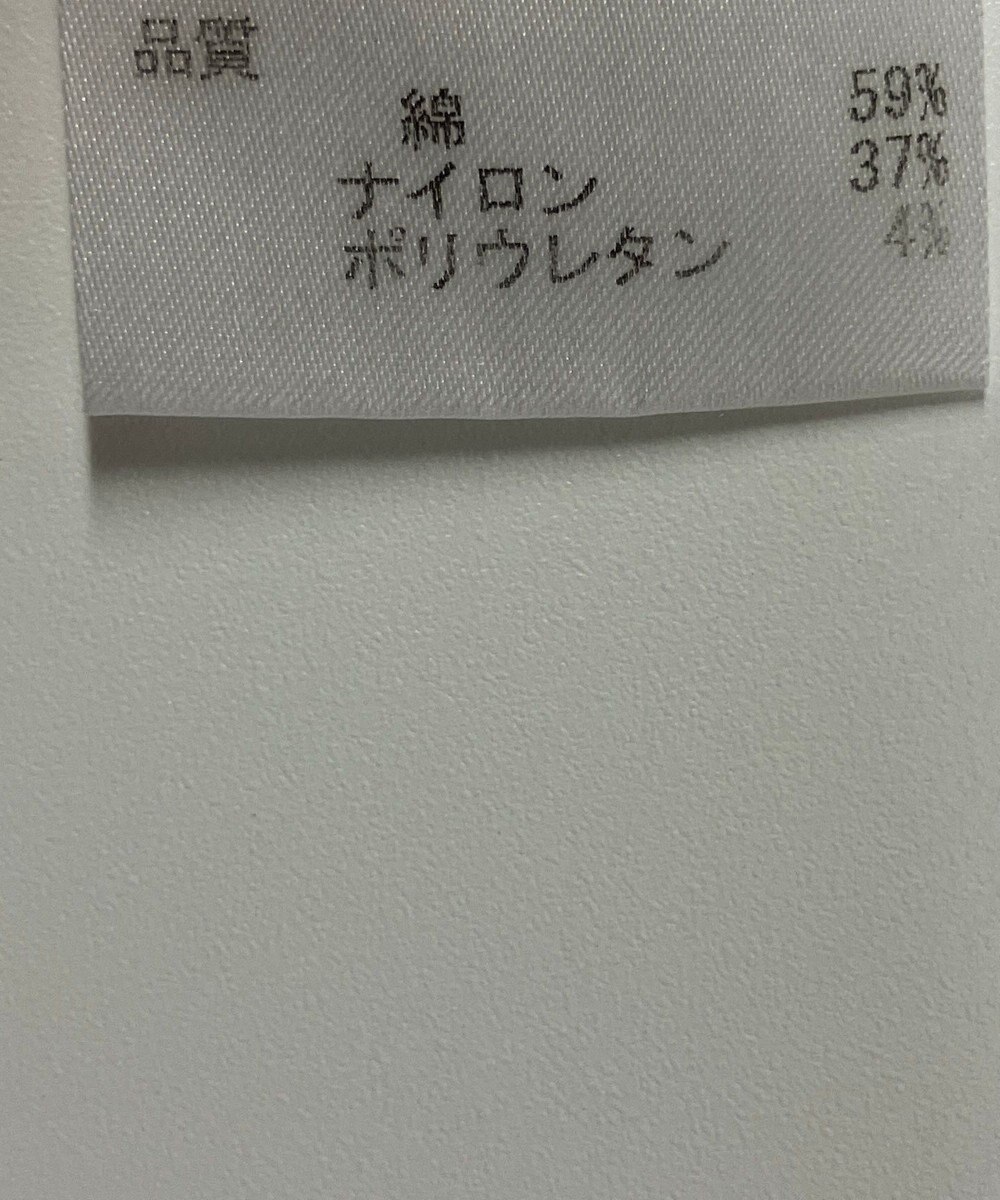 品質
綿 59%
ナイロン 37%
ポリウレタン 4%